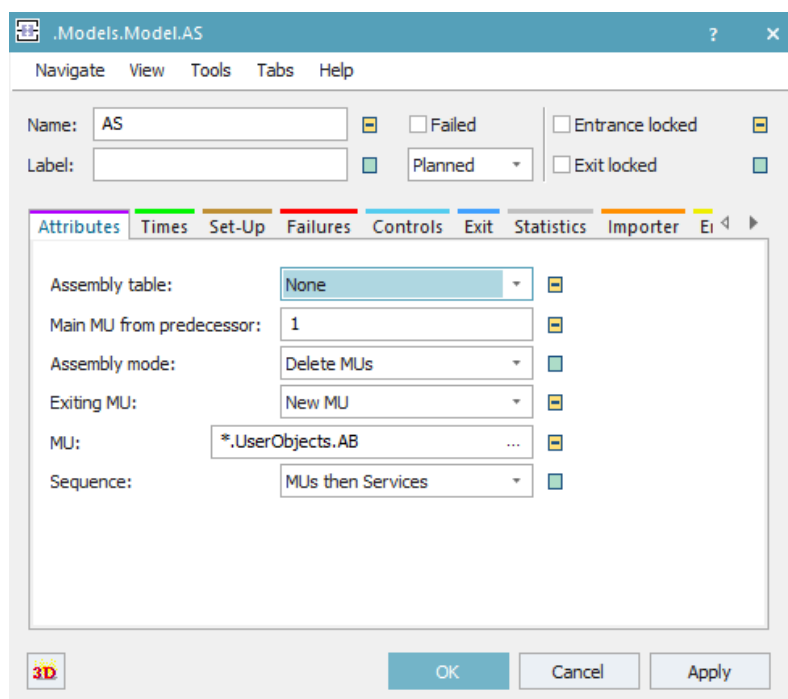 .Models.Model.AS ? ×
Navigate View Tools Tabs Help
Name: AS Failed Entrance locked
Label: Planned Exit locked
Attributes Times Set-Up Failures Controls Exit Statistics Importer
Assembly table: None
Main MU from predecessor: 1
Assembly mode: Delete MUs
Exiting MU: New MU
MU: *.UserObjects.AB ...
Sequence: MUs then Services
3D OK Cancel Apply